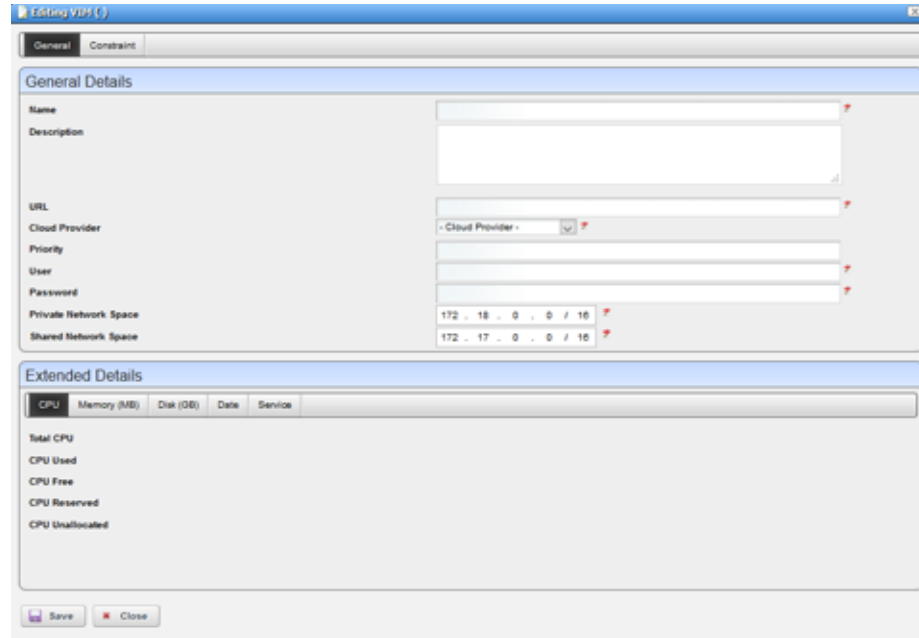 Editing VIM ( )
General Constraint
General Details
Name
Description
URL
Cloud Provider - Cloud Provider -
Priority
User
Password
Private Network Space 172 . 18 . 0 . 0 / 16
Shared Network Space 172 . 17 . 0 . 0 / 16
Extended Details
CPU Memory (MB) Disk (GB) Date Service
Total CPU
CPU Used
CPU Free
CPU Reserved
CPU Unallocated
Save Close